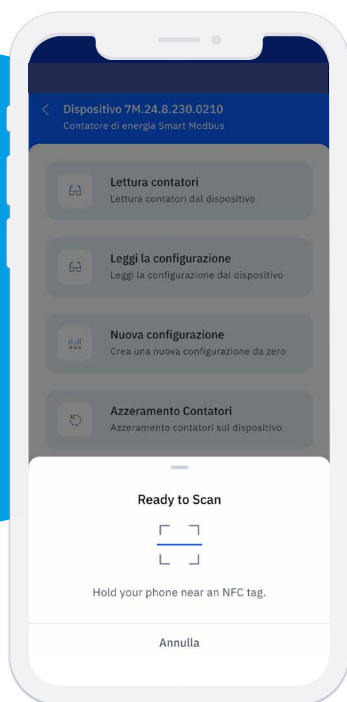 Dispositivo 7M.24.8.230.0210
Contatore di energia Smart Modbus
Lettura contatori
Lettura contatori dal dispositivo
Leggi la configurazione
Leggi la configurazione dal dispositivo
Nuova configurazione
Crea una nuova configurazione da zero
Azzeramento Contatori
Azzeramento contatori sul dispositivo
Ready to Scan
Hold your phone near an NFC tag.
Annulla